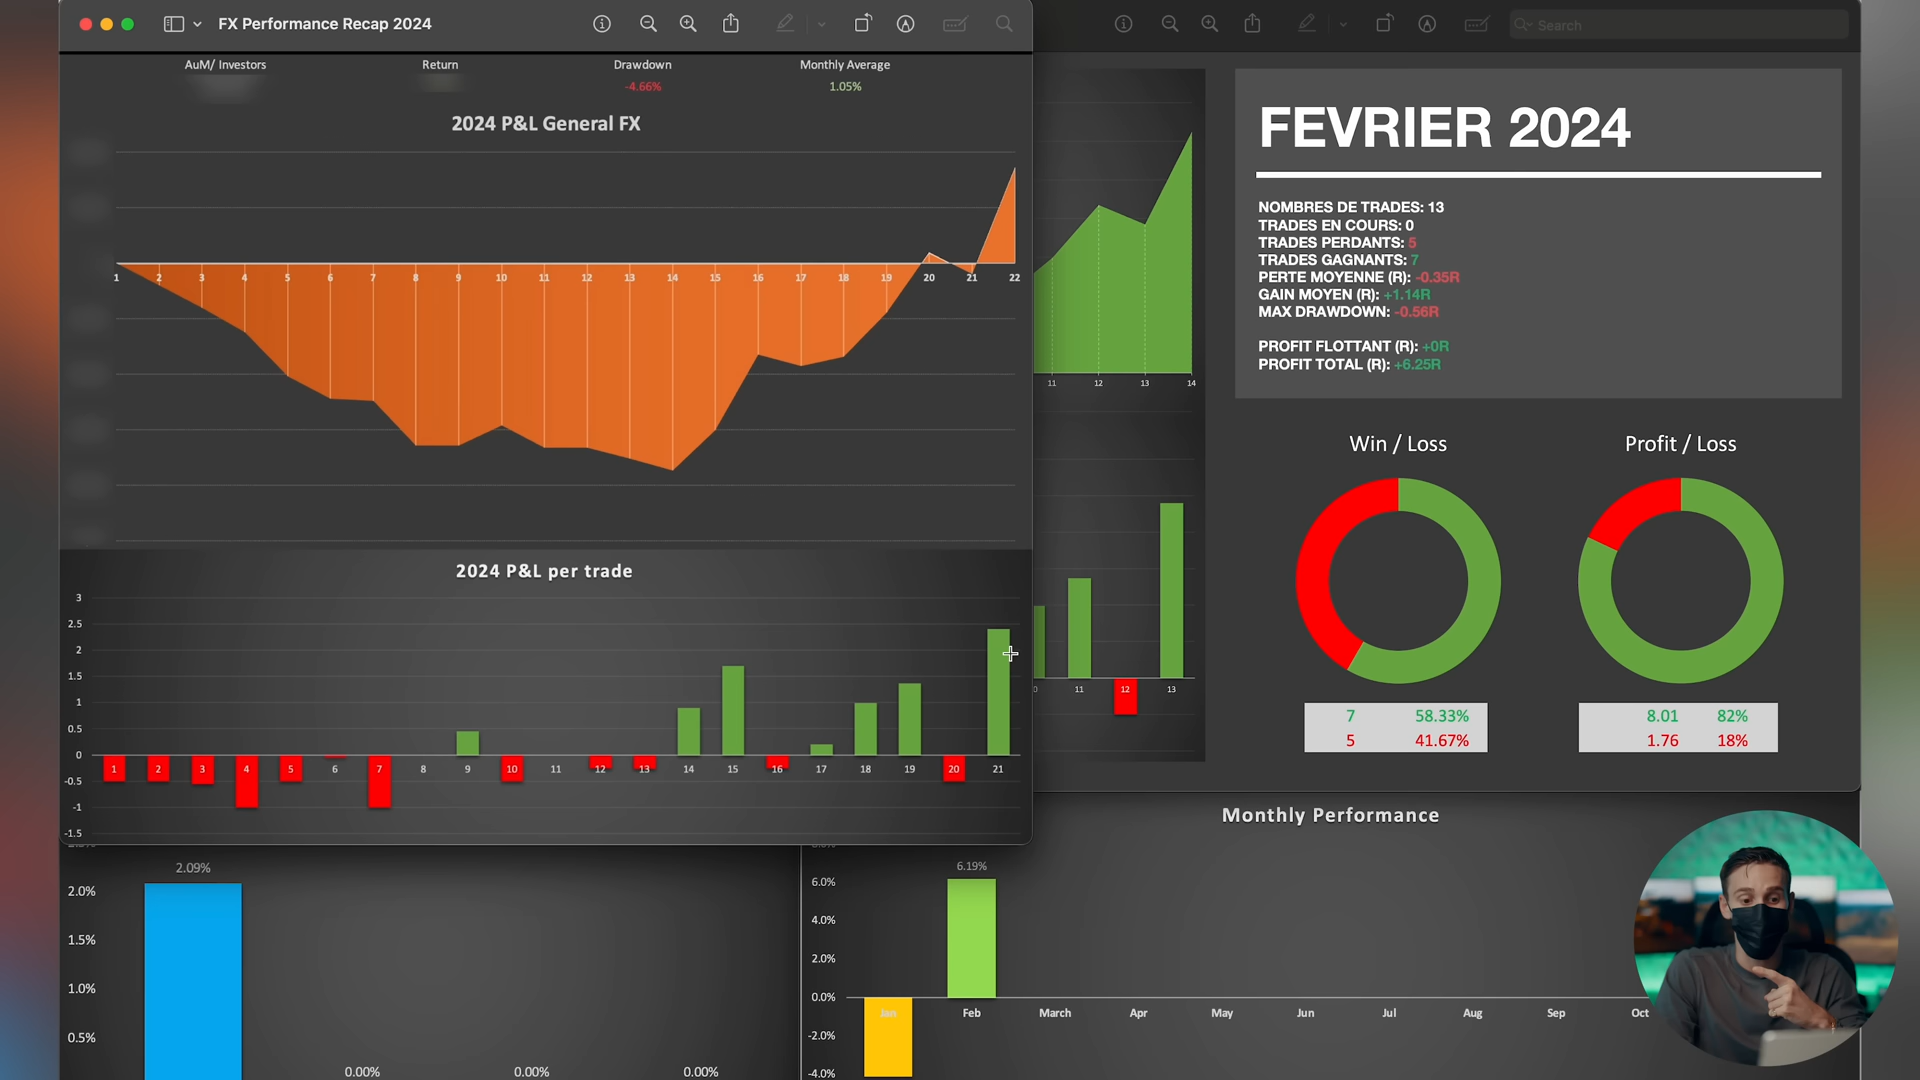 FX Performance Recap 2024
Search
AuM/ Investors
Return
Drawdown
Monthly Average
-4.66%
1.05%
2024 P&L General FX
1 2 3 4 5 6 7 8 9 10 11 12 13 14 15 16 17 18 19 20 21 22
2024 P&L per trade
3
2.5
2
1.5
1
0.5
0
-0.5
-1
-1.5
1 2 3 4 5 6 7 8 9 10 11 12 13 14 15 16 17 18 19 20 21
11 12 13 14
11 12 13
FEVRIER 2024
NOMBRES DE TRADES: 13
TRADES EN COURS: 0
TRADES PERDANTS: 5
TRADES GAGNANTS: 7
PERTE MOYENNE (R): -0.35R
GAIN MOYEN (R): +1.14R
MAX DRAWDOWN: -0.56R
PROFIT FLOTTANT (R): +0R
PROFIT TOTAL (R): +6.25R
Win / Loss
Profit / Loss
7 58.33%
5 41.67%
8.01 82%
1.76 18%
2.09%
2.0%
1.5%
1.0%
0.5%
0.00%
0.00%
0.00%
Monthly Performance
6.19%
6.0%
4.0%
2.0%
0.0%
-2.0%
-4.0%
Jan Feb March Apr May Jun Jul Aug Sep Oct